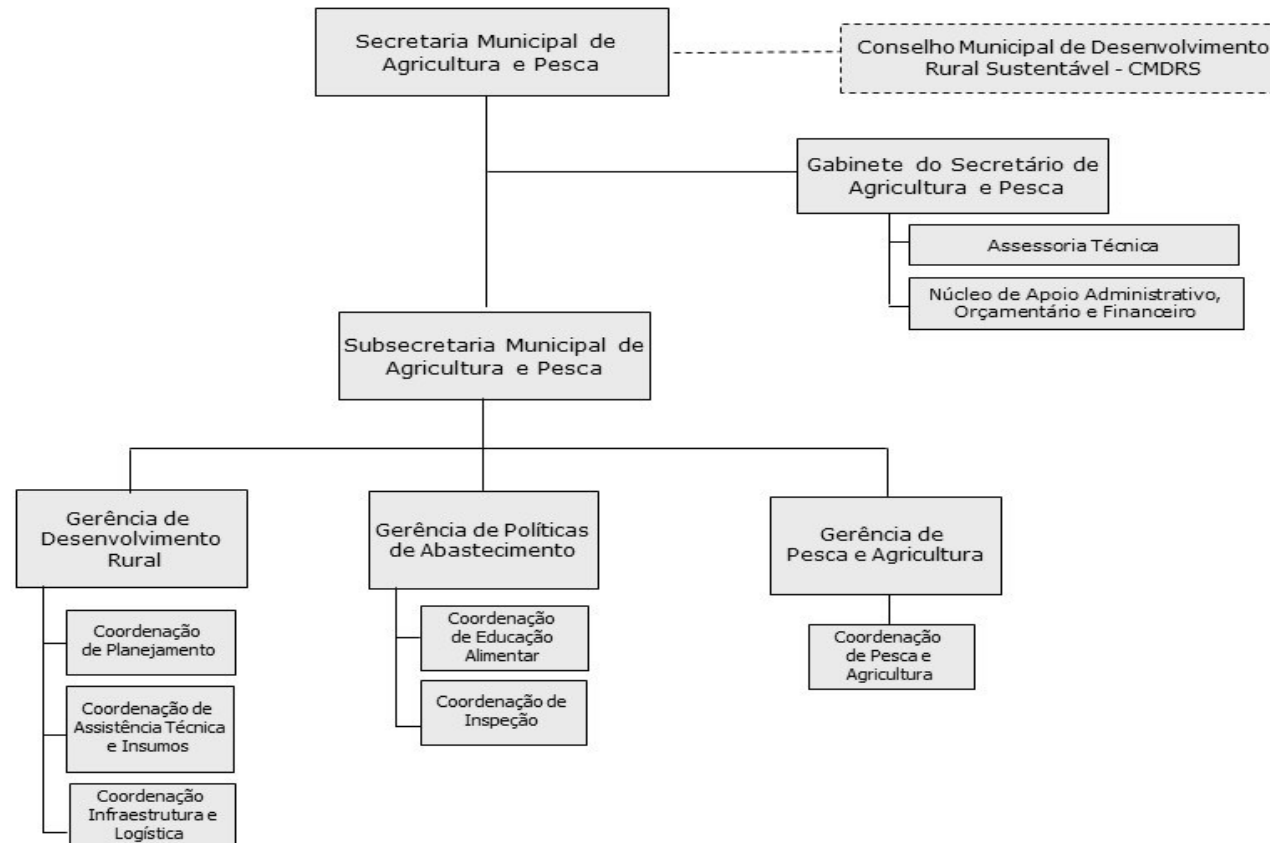 Secretaria Municipal de
Agricultura e Pesca
Conselho Municipal de Desenvolvimento
Rural Sustentável - CMDRS
Gabinete do Secretário de
Agricultura e Pesca
Assessoria Técnica
Núcleo de Apoio Administrativo,
Orçamentário e Financeiro
Subsecretaria Municipal de
Agricultura e Pesca
Gerência de
Desenvolvimento
Rural
Coordenação
de Planejamento
Coordenação de
Assistência Técnica
e Insumos
Coordenação
Infraestrutura e
Logística
Gerência de Políticas
de Abastecimento
Coordenação
de Educação
Alimentar
Coordenação de
Inspeção
Gerência de
Pesca e Agricultura
Coordenação
de Pesca e
Agricultura